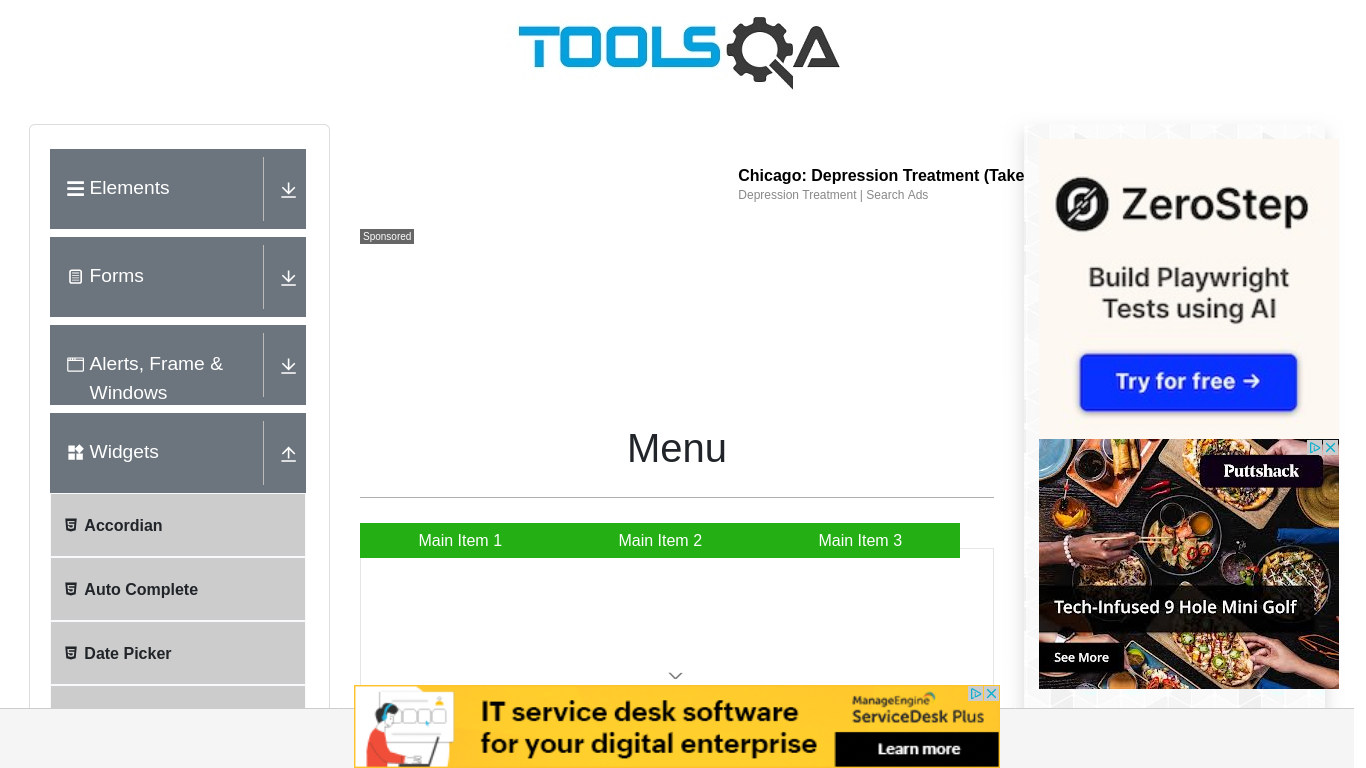 TOOLSQA
Elements
Forms
Alerts, Frame &
Windows
Widgets
Accordian
Auto Complete
Date Picker
Chicago: Depression Treatment (Take
Depression Treatment | Search Ads
Sponsored
Menu
Main Item 1
Main Item 2
Main Item 3
ZeroStep
Build Playwright
Tests using AI
Try for free →
Puttshack
Tech-Infused 9 Hole Mini Golf
See More
IT service desk software
for your digital enterprise
ManageEngine
ServiceDesk Plus
Learn more